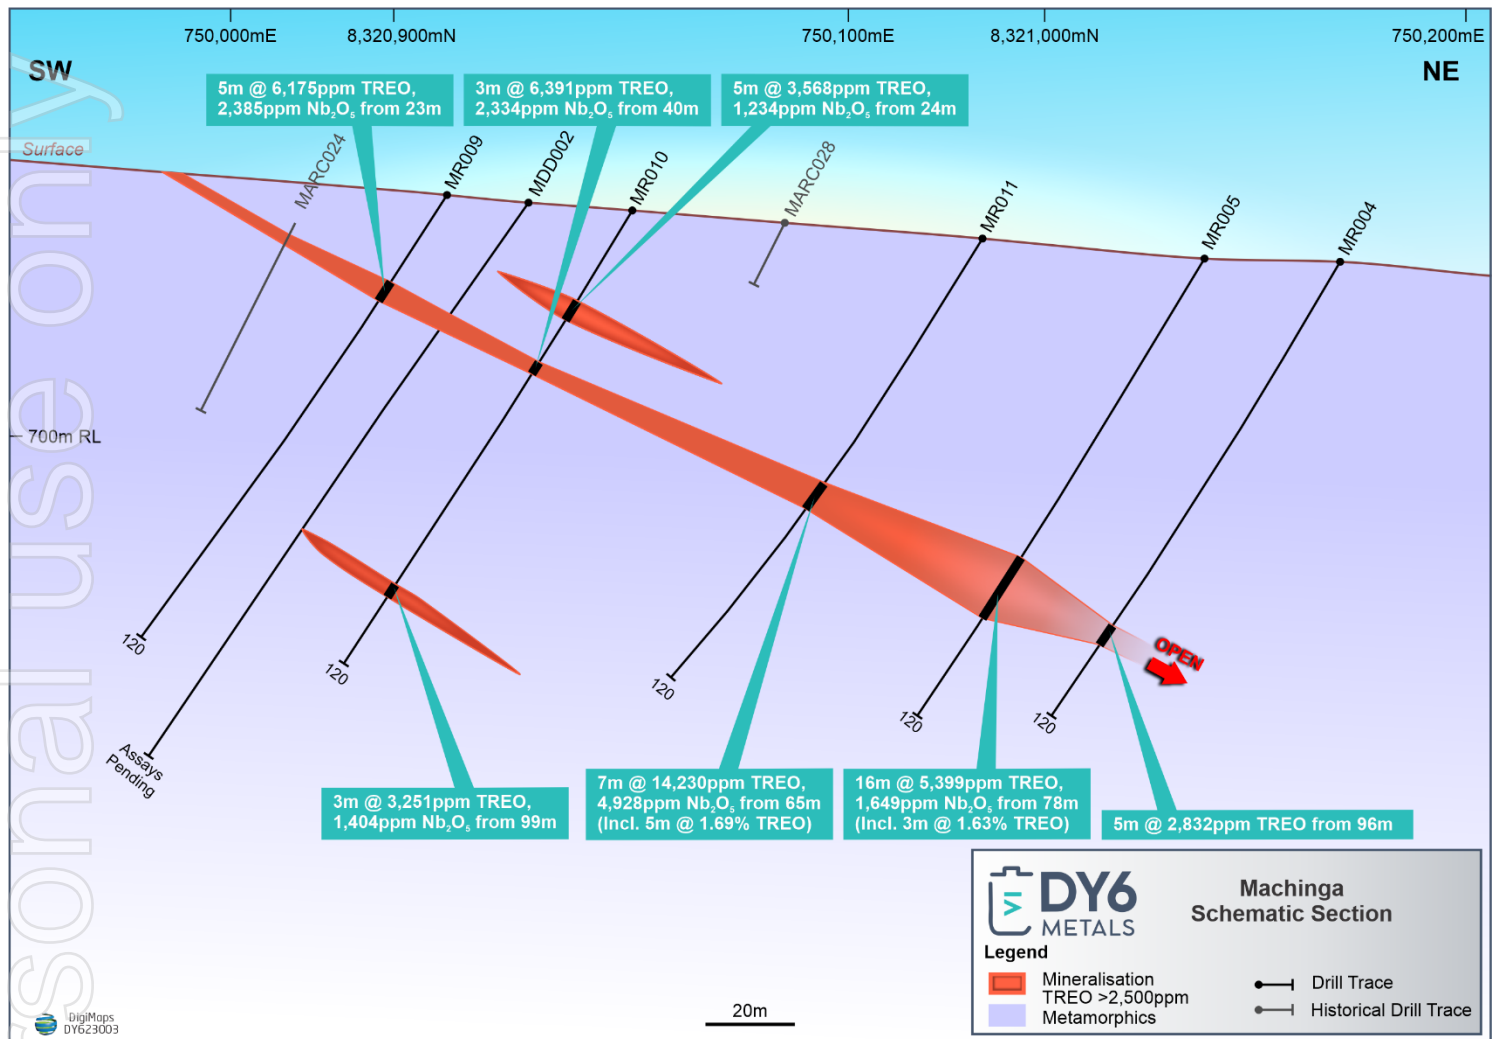 750,000mE
8,320,900mN
750,100mE
8,321,000mN
750,200mE
SW
NE
5m @ 6,175ppm TREO,
2,385ppm Nb₂O₅ from 23m
3m @ 6,391ppm TREO,
2,334ppm Nb₂O₅ from 40m
5m @ 3,568ppm TREO,
1,234ppm Nb₂O₅ from 24m
Surface
MARC024
MR009
MDD002
MR010
MARC028
MR011
MR005
MR004
700m RL
120
120
120
120
120
Assays
Pending
OPEN
3m @ 3,251ppm TREO,
1,404ppm Nb₂O₅ from 99m
7m @ 14,230ppm TREO,
4,928ppm Nb₂O₅ from 65m
(Incl. 5m @ 1.69% TREO)
16m @ 5,399ppm TREO,
1,649ppm Nb₂O₅ from 78m
(Incl. 3m @ 1.63% TREO)
5m @ 2,832ppm TREO from 96m
DY6
METALS
Machinga
Schematic Section
Legend
Mineralisation
TREO >2,500ppm
Metamorphics
Drill Trace
Historical Drill Trace
20m
DigiMaps
DY623003
sonal use only